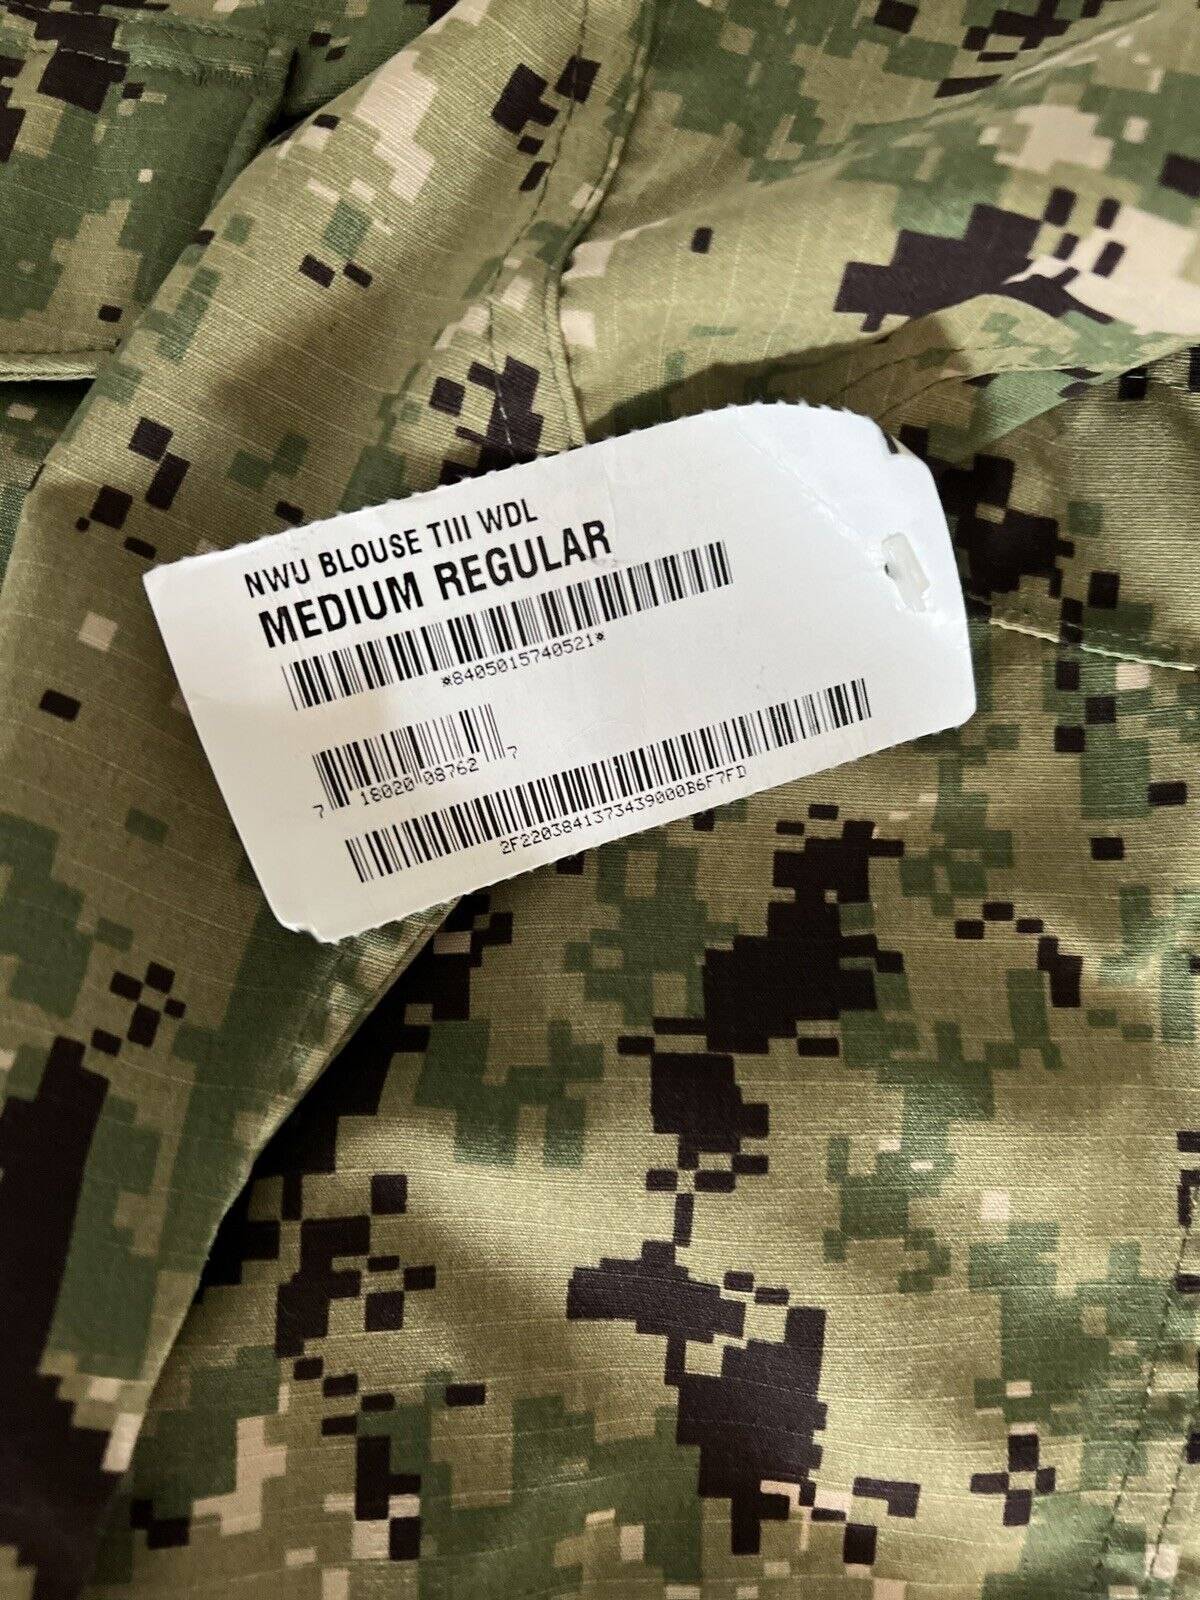 NWU BLOUSE TIII WDL
MEDIUM REGULAR
*8405015740521*
7 18020 08762 7
2F2203841373439000B6F7FD